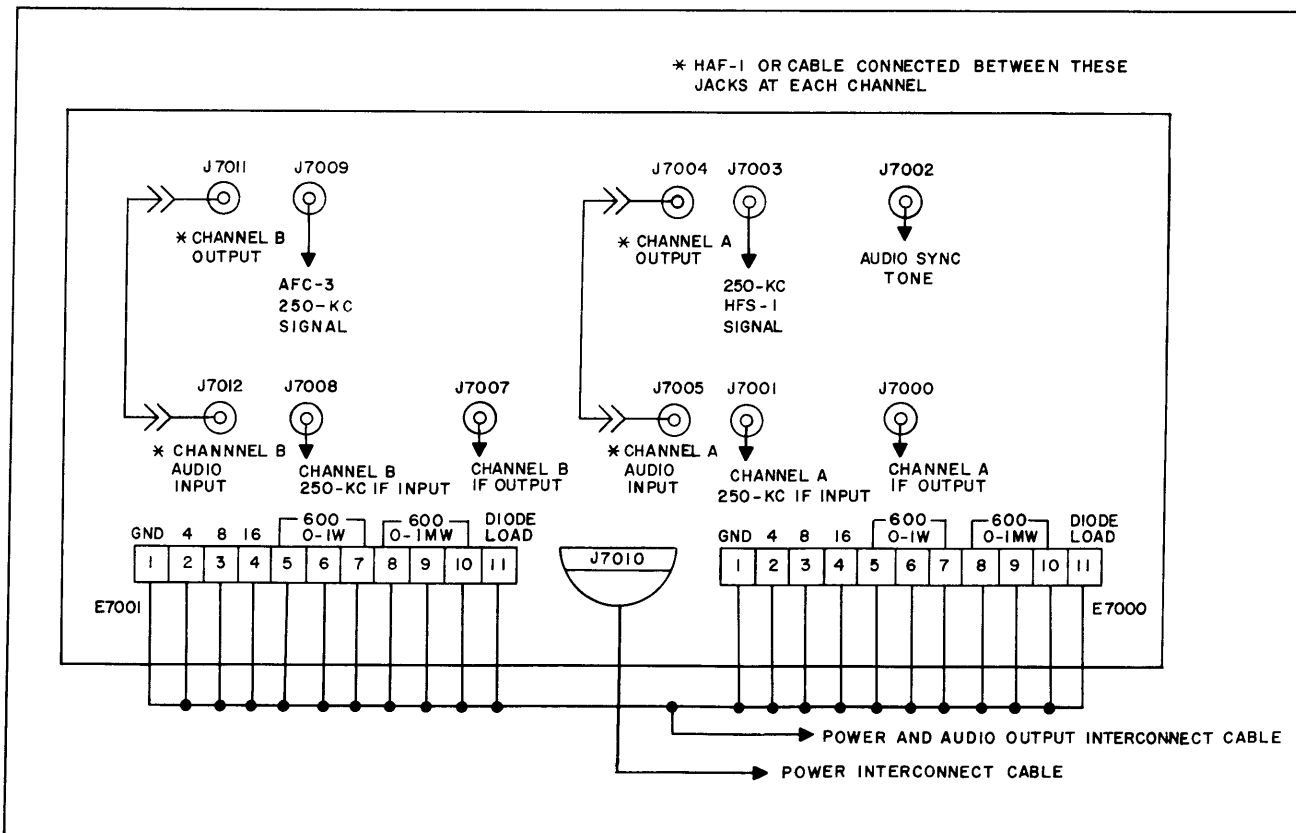 * HAF-1 OR CABLE CONNECTED BETWEEN THESE
JACKS AT EACH CHANNEL
J7011 J7009 J7004 J7003 J7002
* CHANNEL B
OUTPUT
AFC-3
250-KC
SIGNAL
* CHANNEL A
OUTPUT
250-KC
HFS-1
SIGNAL
AUDIO SYNC
TONE
J7012 J7008 J7007 J7005 J7001 J7000
* CHANNNEL B
AUDIO
INPUT
CHANNEL B
250-KC IF INPUT
CHANNEL B
IF OUTPUT
* CHANNEL A
AUDIO
INPUT
CHANNEL A
250-KC IF INPUT
CHANNEL A
IF OUTPUT
GND 4 8 16 600 0-1W 600 0-1MW DIODE LOAD
1 2 3 4 5 6 7 8 9 10 11
E7001
J7010
GND 4 8 16 600 0-1W 600 0-1MW DIODE LOAD
1 2 3 4 5 6 7 8 9 10 11
E7000
POWER AND AUDIO OUTPUT INTERCONNECT CABLE
POWER INTERCONNECT CABLE